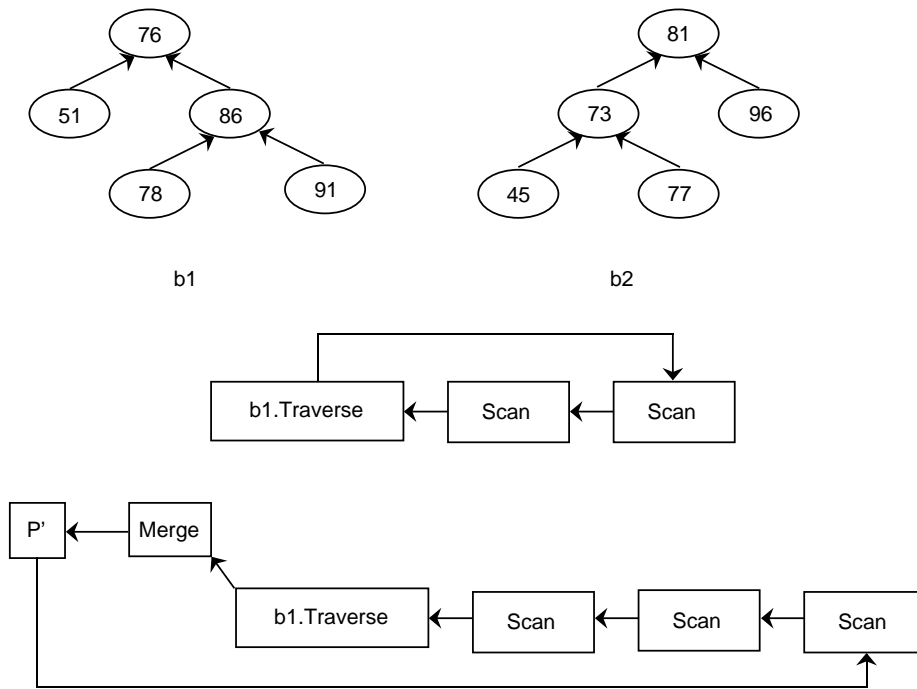 76 81
51 86 73 96
78 91 45 77
b1 b2
b1.Traverse Scan Scan
P' Merge
b1.Traverse Scan Scan Scan